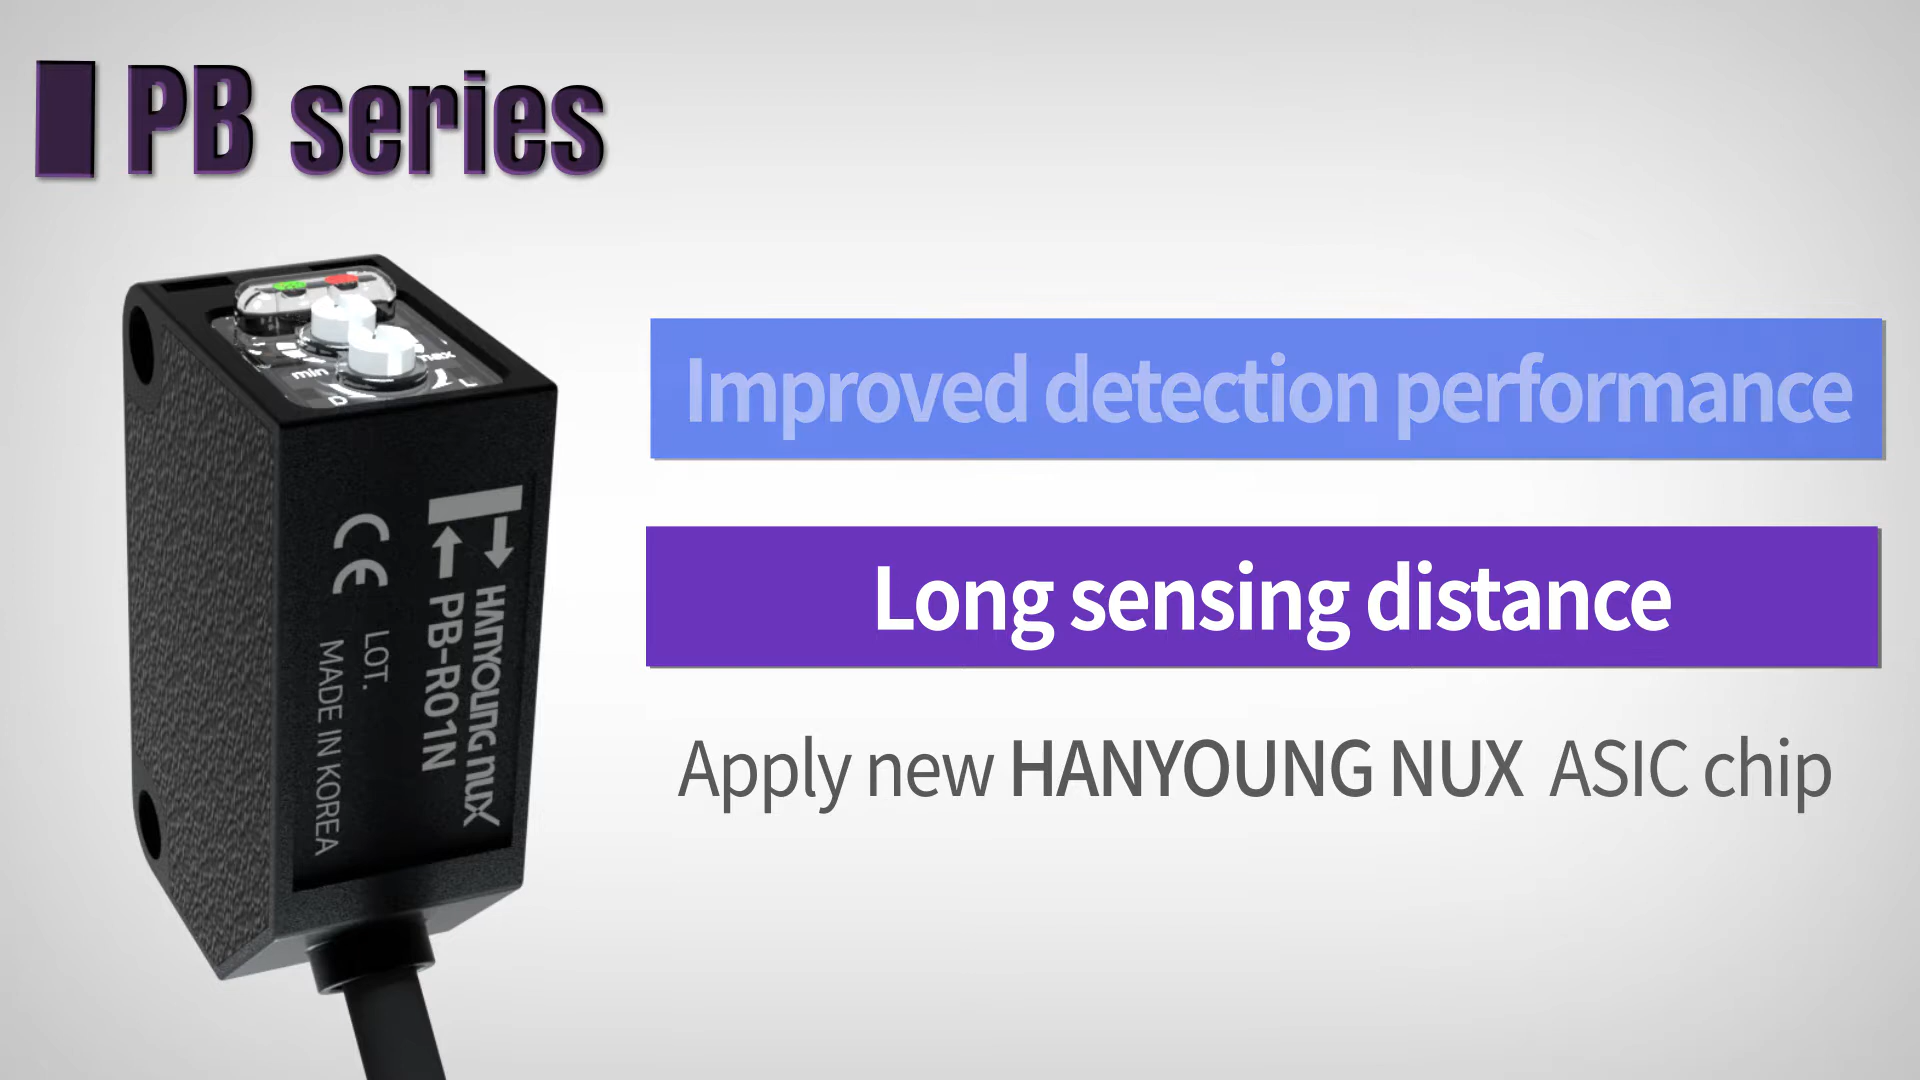 PB series
min
max
D
L
CE
HANYOUNG NUX
PB-R01N
LOT.
MADE IN KOREA
Improved detection performance
Long sensing distance
Apply new HANYOUNG NUX ASIC chip